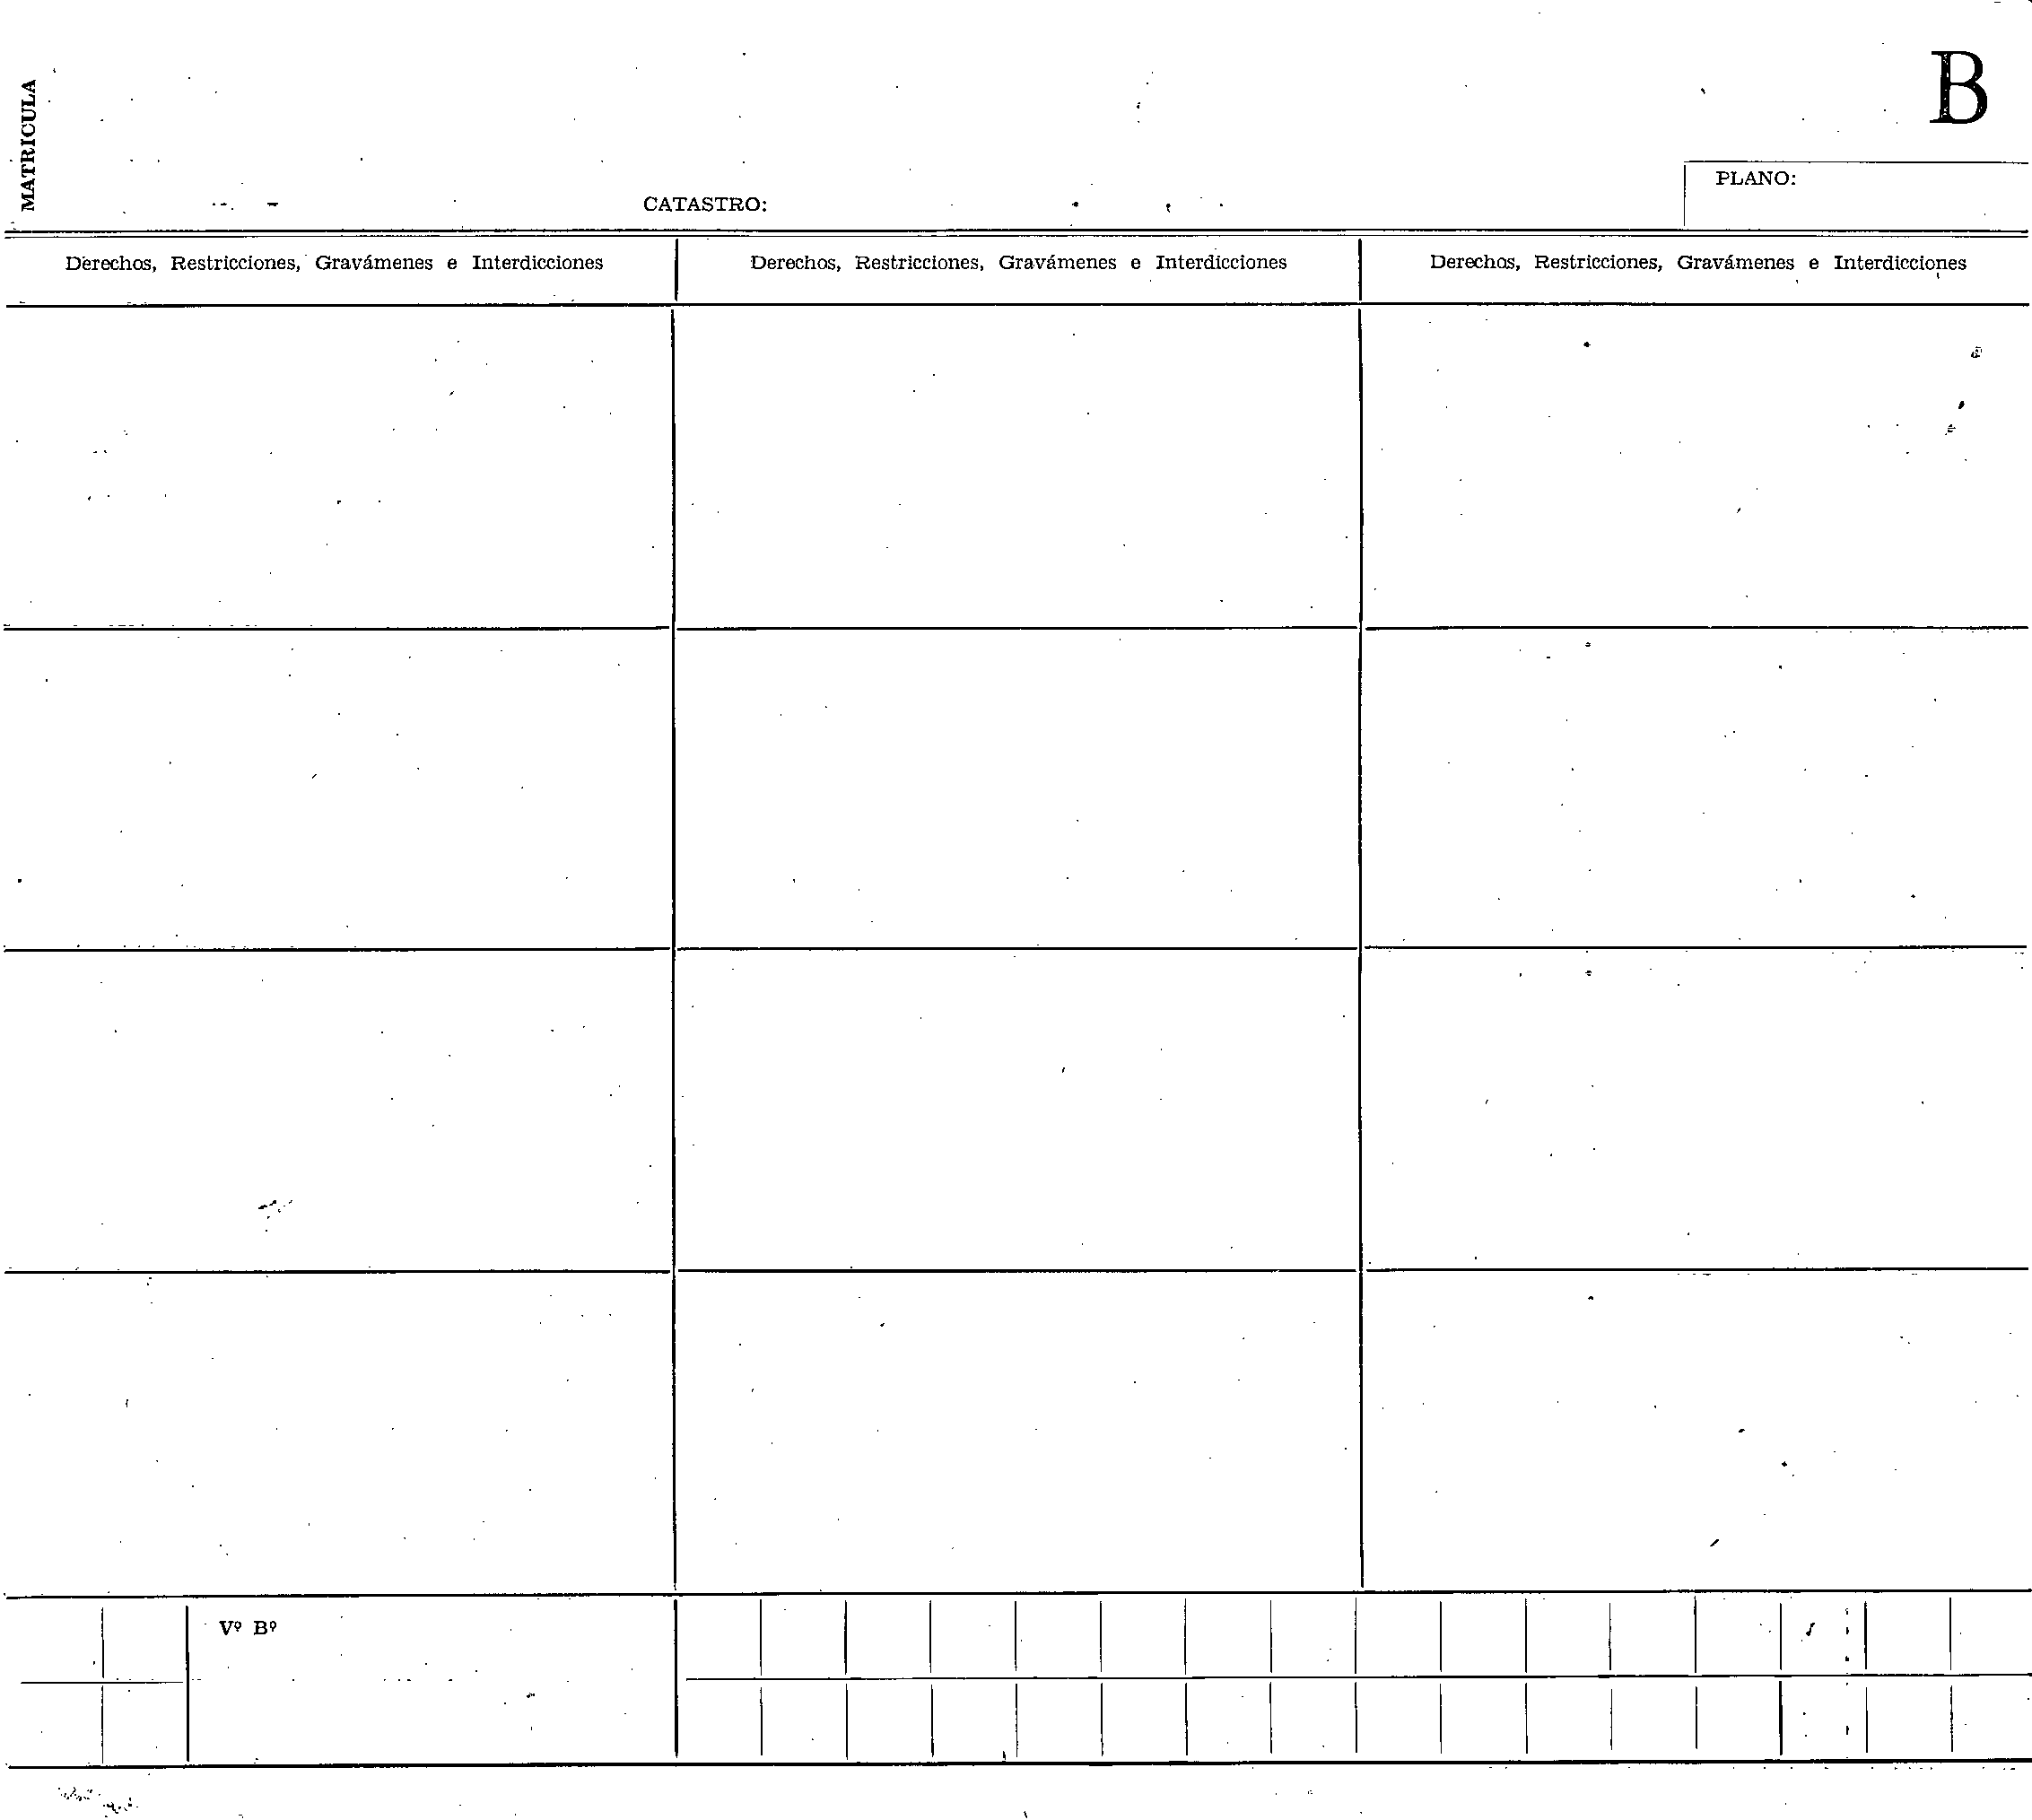 B
MATRICULA
PLANO:
CATASTRO:
Derechos, Restricciones, Gravámenes e Interdicciones
Derechos, Restricciones, Gravámenes e Interdicciones
Derechos, Restricciones, Gravámenes e Interdicciones
Vº Bº